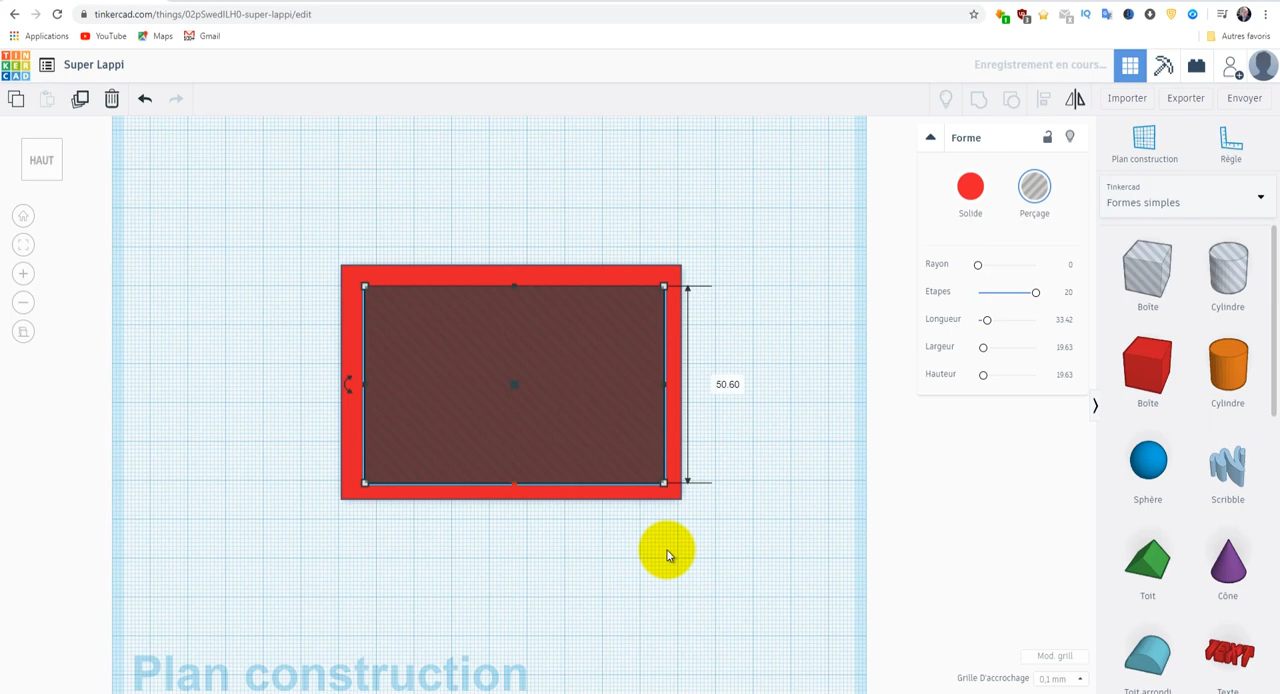 tinkercad.com/things/02pSwedILH0-super-lappi/edit
Applications YouTube Maps Gmail Autres favoris
TIN
KER
CAD
Super Lappi
Enregistrement en cours...
Importer Exporter Envoyer
HAUT
Forme
Solide Perçage
Rayon 0
Etapes 20
Longueur 33.42
Largeur 19.63
Hauteur 19.63
Plan construction Règle
Tinkercad
Formes simples
Boîte Cylindre
Boîte Cylindre
Sphère Scribble
Toit Cône
TEXT
Toit arrondi Texte
50.60
Plan construction
Mod. grill
Grille D'accrochage 0,1 mm